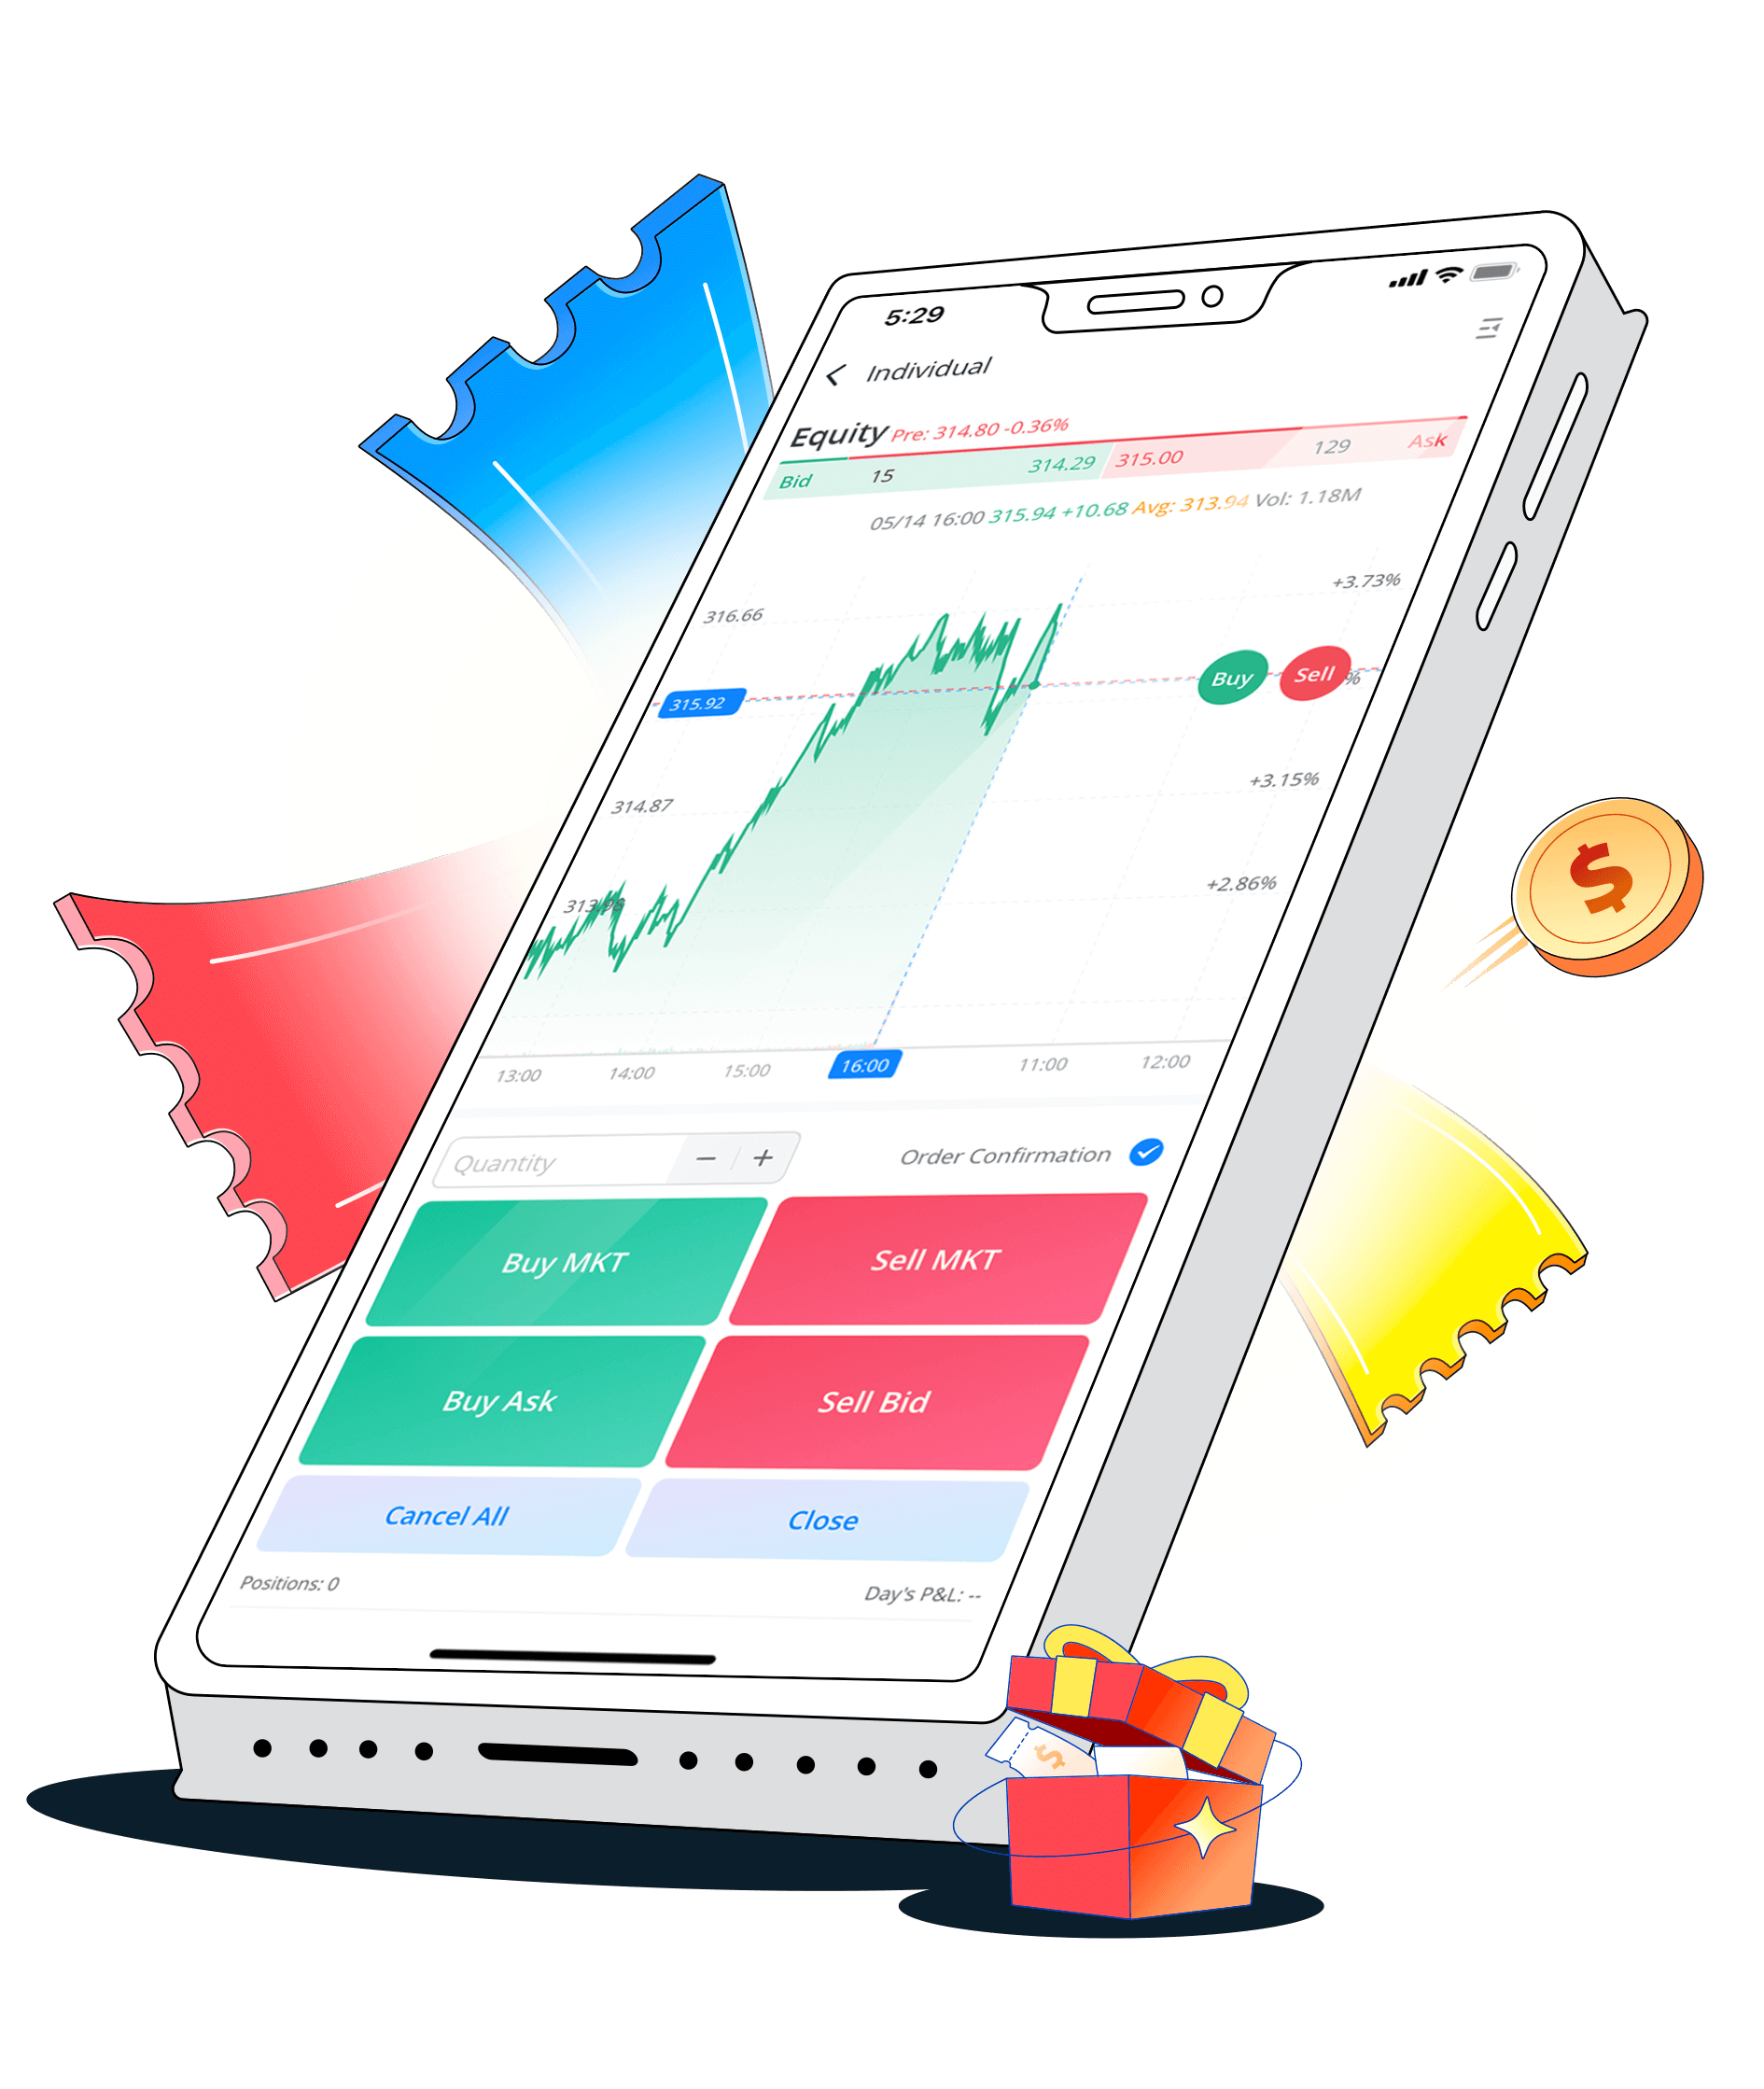 5:29
Individual
Equity Pre: 314.80 -0.36%
Bid 15 314.29 315.00 129 Ask
05/14 16:00 315.94 +10.68 Avg: 313.94 Vol: 1.18M
316.66 +3.73%
315.92 Buy Sell %
314.87 +3.15%
313.98 +2.86%
13:00 14:00 15:00 16:00 11:00 12:00
Quantity − + Order Confirmation
Buy MKT Sell MKT
Buy Ask Sell Bid
Cancel All Close
Positions: 0 Day's P&L: --
$
$